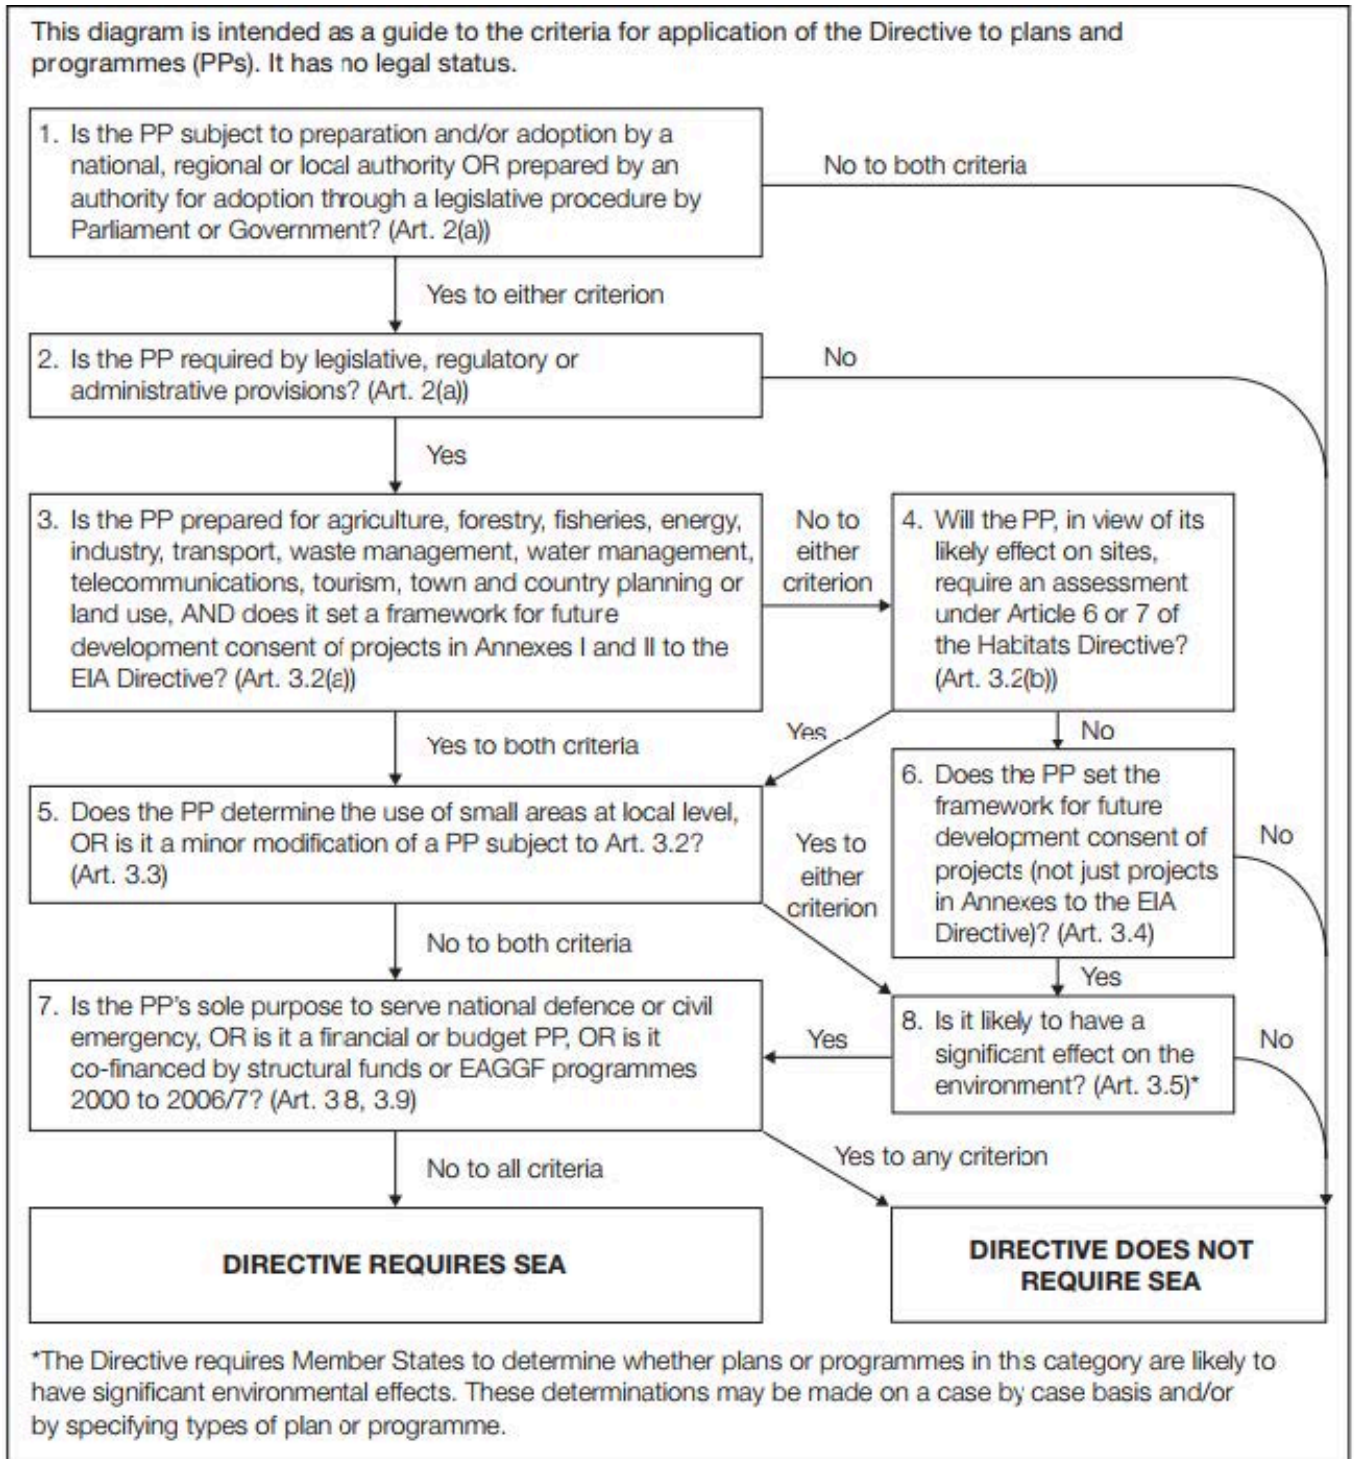 This diagram is intended as a guide to the criteria for application of the Directive to plans and
programmes (PPs). It has no legal status.
1. Is the PP subject to preparation and/or adoption by a
national, regional or local authority OR prepared by an
authority for adoption through a legislative procedure by
Parliament or Government? (Art. 2(a))
No to both criteria
Yes to either criterion
2. Is the PP required by legislative, regulatory or
administrative provisions? (Art. 2(a))
No
Yes
3. Is the PP prepared for agriculture, forestry, fisheries, energy,
industry, transport, waste management, water management,
telecommunications, tourism, town and country planning or
land use, AND does it set a framework for future
development consent of projects in Annexes I and II to the
EIA Directive? (Art. 3.2(a))
No to
either
criterion
4. Will the PP, in view of its
likely effect on sites,
require an assessment
under Article 6 or 7 of
the Habitats Directive?
(Art. 3.2(b))
Yes to both criteria
Yes
No
5. Does the PP determine the use of small areas at local level,
OR is it a minor modification of a PP subject to Art. 3.2?
(Art. 3.3)
Yes to
either
criterion
6. Does the PP set the
framework for future
development consent of
projects (not just projects
in Annexes to the EIA
Directive)? (Art. 3.4)
No
No to both criteria
Yes
7. Is the PP's sole purpose to serve national defence or civil
emergency, OR is it a financial or budget PP, OR is it
co-financed by structural funds or EAGGF programmes
2000 to 2006/7? (Art. 3 8, 3.9)
Yes
8. Is it likely to have a
significant effect on the
environment? (Art. 3.5)*
No
No to all criteria
Yes to any criterion
DIRECTIVE REQUIRES SEA
DIRECTIVE DOES NOT
REQUIRE SEA
*The Directive requires Member States to determine whether plans or programmes in this category are likely to
have significant environmental effects. These determinations may be made on a case by case basis and/or
by specifying types of plan or programme.